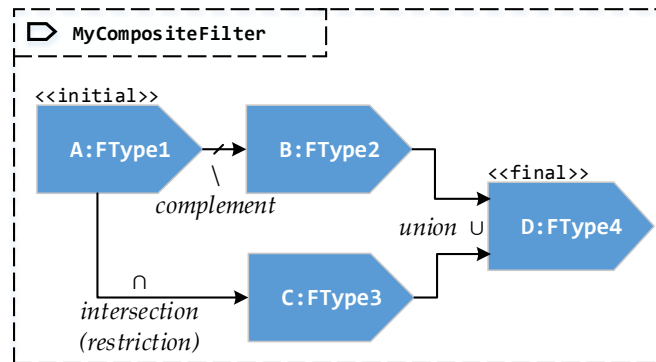 MyCompositeFilter
<<initial>>
A:FType1
B:FType2
\
complement
<<final>>
union ∪
D:FType4
∩
intersection
(restriction)
C:FType3